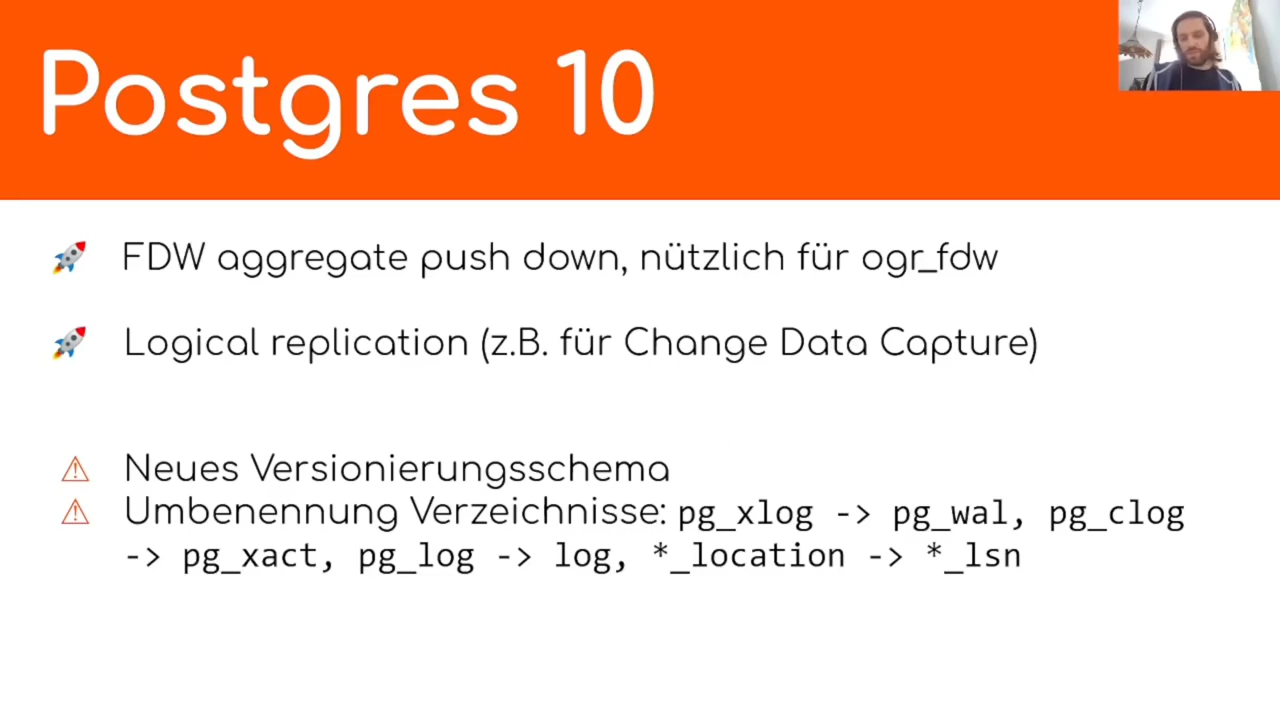 Postgres 10
🚀 FDW aggregate push down, nützlich für ogr_fdw
🚀 Logical replication (z.B. für Change Data Capture)
⚠ Neues Versionierungsschema
⚠ Umbenennung Verzeichnisse: pg_xlog -> pg_wal, pg_clog
-> pg_xact, pg_log -> log, *_location -> *_lsn